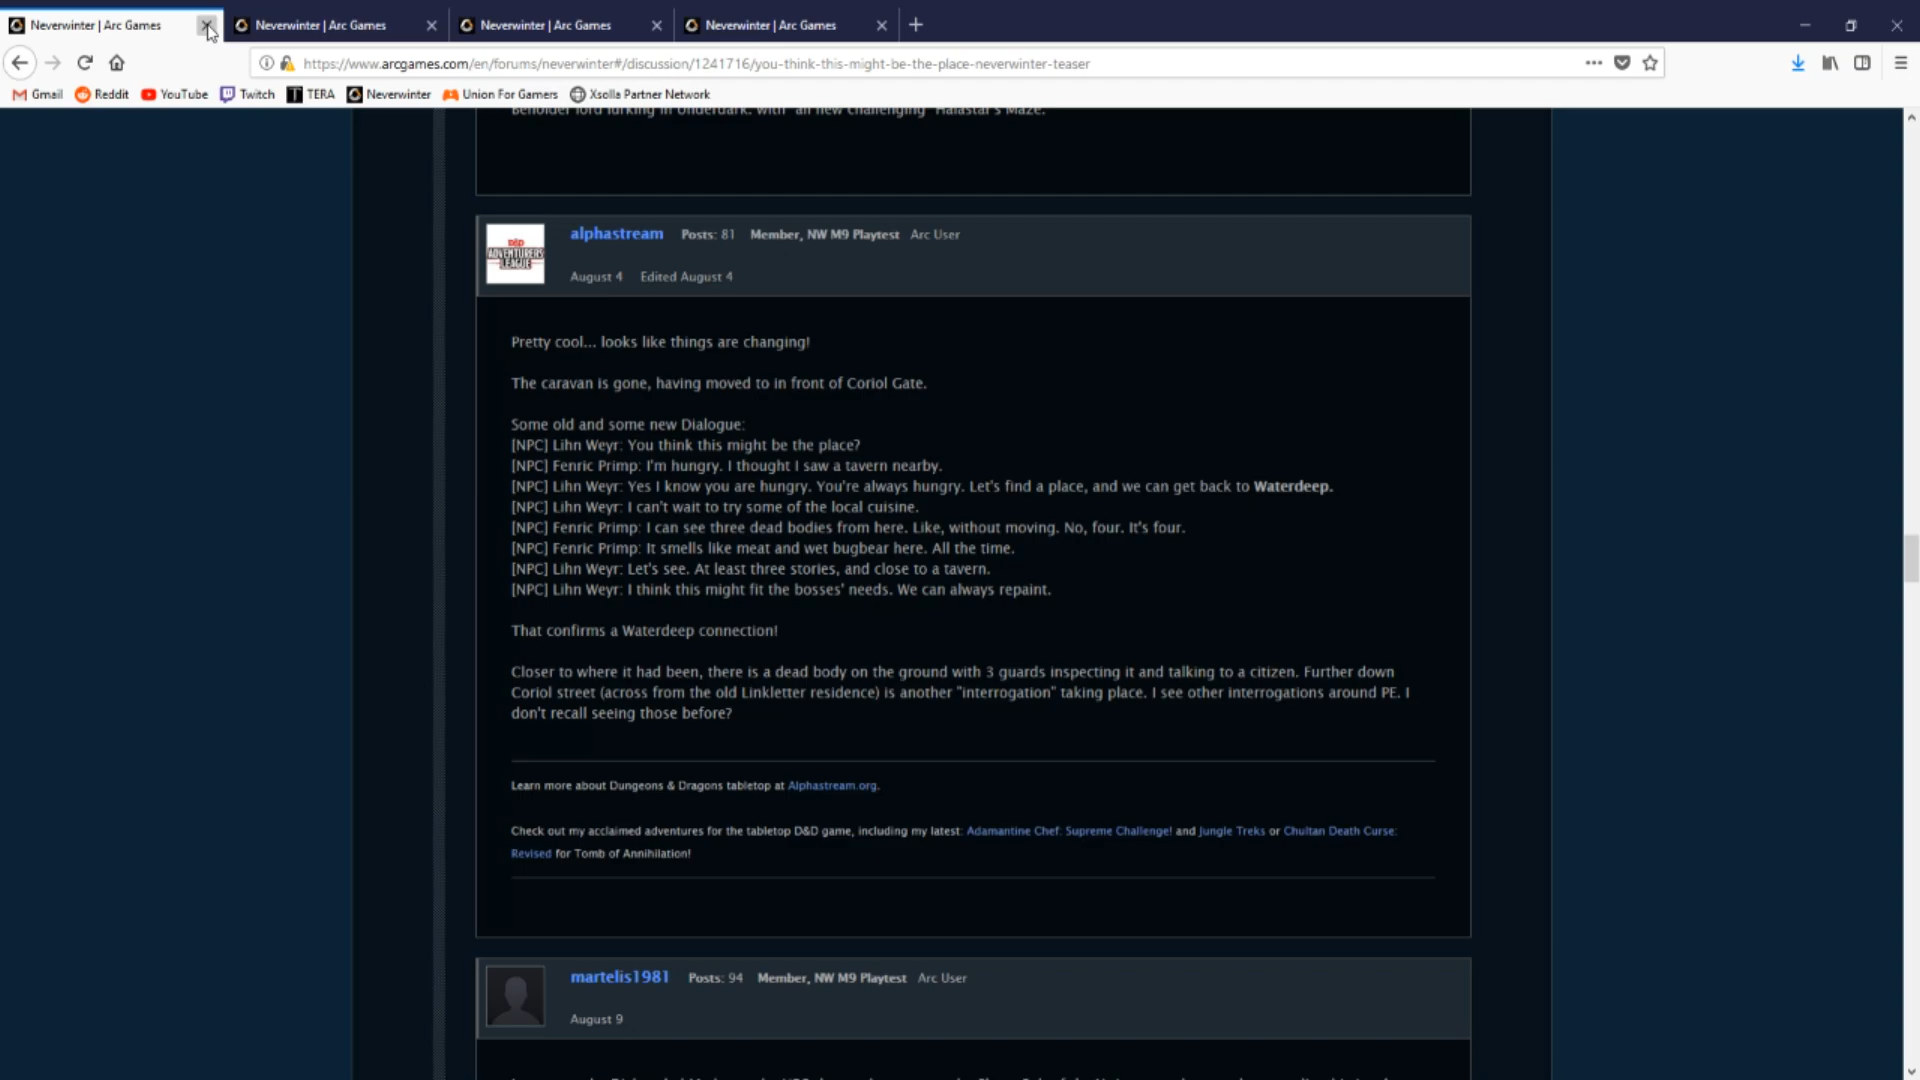 Neverwinter | Arc Games
Neverwinter | Arc Games
Neverwinter | Arc Games
Neverwinter | Arc Games
https://www.arcgames.com/en/forums/neverwinter#/discussion/1241716/you-think-this-might-be-the-place-neverwinter-teaser
Gmail Reddit YouTube Twitch TERA Neverwinter Union For Gamers Xsolla Partner Network
Beholder lord lurking in Underdark. with all new challenging Halastar's Maze.
D&D ADVENTURERS LEAGUE
alphastream Posts: 81 Member, NW M9 Playtest Arc User
August 4 Edited August 4
Pretty cool... looks like things are changing!
The caravan is gone, having moved to in front of Coriol Gate.
Some old and some new Dialogue:
[NPC] Lihn Weyr: You think this might be the place?
[NPC] Fenric Primp: I'm hungry. I thought I saw a tavern nearby.
[NPC] Lihn Weyr: Yes I know you are hungry. You're always hungry. Let's find a place, and we can get back to Waterdeep.
[NPC] Lihn Weyr: I can't wait to try some of the local cuisine.
[NPC] Fenric Primp: I can see three dead bodies from here. Like, without moving. No, four. It's four.
[NPC] Fenric Primp: It smells like meat and wet bugbear here. All the time.
[NPC] Lihn Weyr: Let's see. At least three stories, and close to a tavern.
[NPC] Lihn Weyr: I think this might fit the bosses' needs. We can always repaint.
That confirms a Waterdeep connection!
Closer to where it had been, there is a dead body on the ground with 3 guards inspecting it and talking to a citizen. Further down
Coriol street (across from the old Linkletter residence) is another "interrogation" taking place. I see other interrogations around PE. I
don't recall seeing those before?
Learn more about Dungeons & Dragons tabletop at Alphastream.org.
Check out my acclaimed adventures for the tabletop D&D game, including my latest: Adamantine Chef: Supreme Challenge! and Jungle Treks or Chultan Death Curse:
Revised for Tomb of Annihilation!
martelis1981 Posts: 94 Member, NW M9 Playtest Arc User
August 9